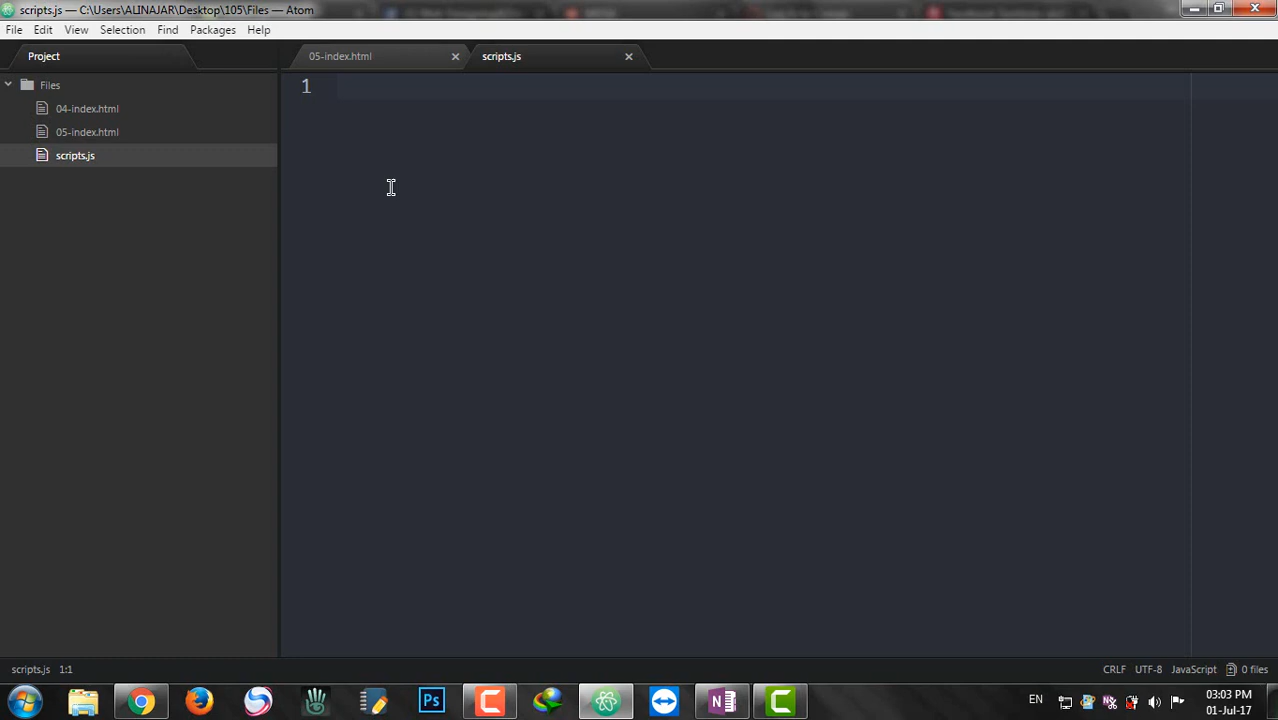 scripts.js — C:\Users\ALINAJAR\Desktop\105\Files — Atom
File Edit View Selection Find Packages Help
Project
05-index.html
scripts.js
Files
04-index.html
05-index.html
scripts.js
1
scripts.js 1:1
CRLF UTF-8 JavaScript 0 files
Ps
N
EN
03:03 PM
01-Jul-17